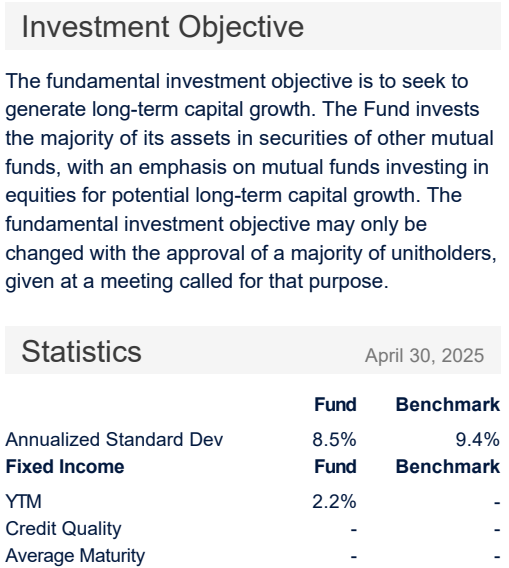 Investment Objective
The fundamental investment objective is to seek to
generate long-term capital growth. The Fund invests
the majority of its assets in securities of other mutual
funds, with an emphasis on mutual funds investing in
equities for potential long-term capital growth. The
fundamental investment objective may only be
changed with the approval of a majority of unitholders,
given at a meeting called for that purpose.
Statistics April 30, 2025
Fund Benchmark
Annualized Standard Dev 8.5% 9.4%
Fixed Income Fund Benchmark
YTM 2.2% -
Credit Quality - -
Average Maturity - -